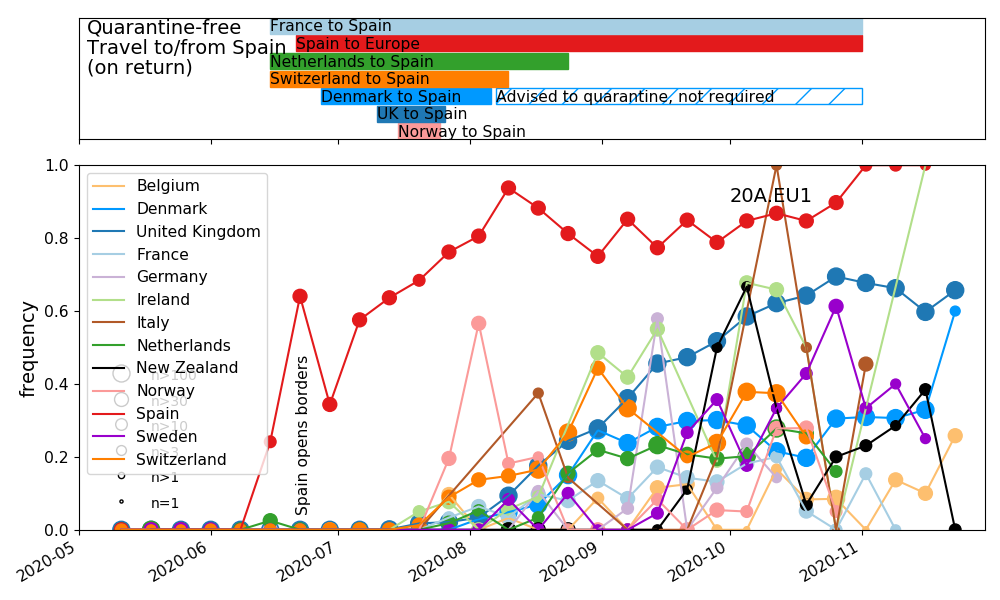 Quarantine-free
Travel to/from Spain
(on return)
France to Spain
Spain to Europe
Netherlands to Spain
Switzerland to Spain
Denmark to Spain
Advised to quarantine, not required
UK to Spain
Norway to Spain
20A.EU1
frequency
1.0
0.8
0.6
0.4
0.2
0.0
Belgium
Denmark
United Kingdom
France
Germany
Ireland
Italy
Netherlands
New Zealand
Norway
Spain
Sweden
Switzerland
n>100
n>30
n>10
n>3
n>1
n=1
Spain opens borders
2020-05
2020-06
2020-07
2020-08
2020-09
2020-10
2020-11